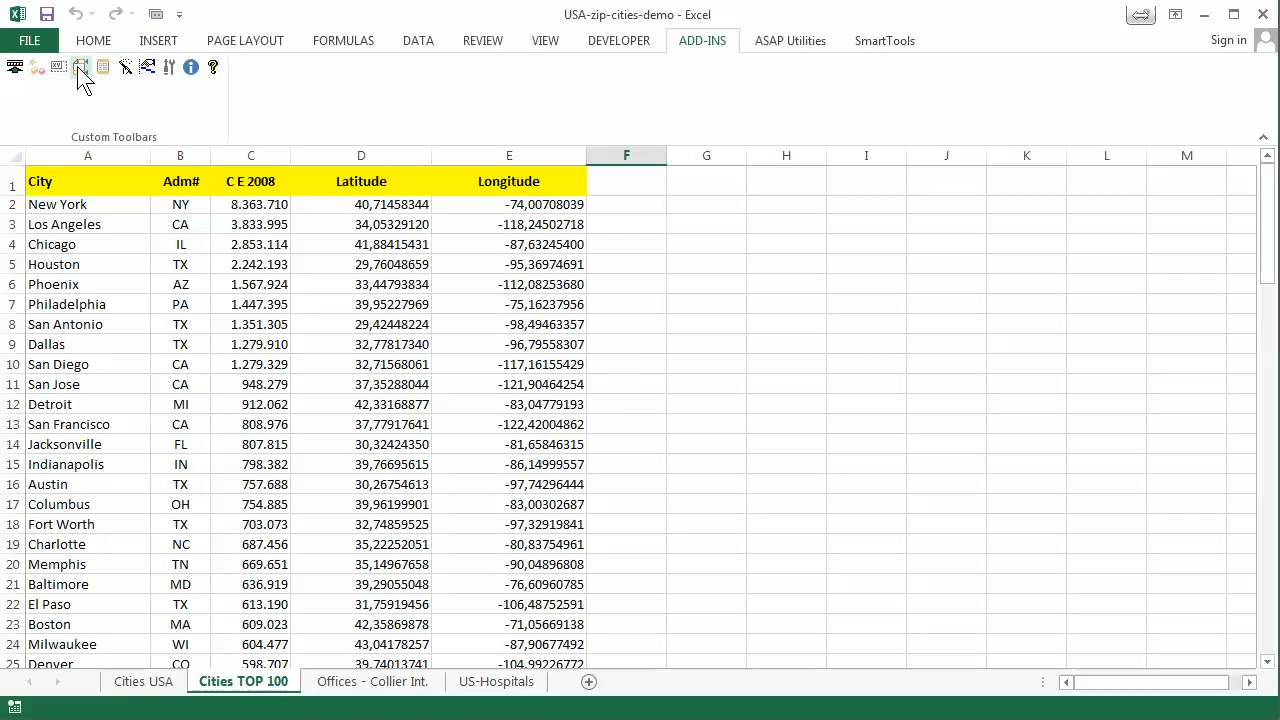 USA-zip-cities-demo - Excel
FILE HOME INSERT PAGE LAYOUT FORMULAS DATA REVIEW VIEW DEVELOPER ADD-INS ASAP Utilities SmartTools Sign in
Custom Toolbars
A B C D E F G H I J K L M
1 City Adm# C E 2008 Latitude Longitude
2 New York NY 8.363.710 40,71458344 -74,00708039
3 Los Angeles CA 3.833.995 34,05329120 -118,24502718
4 Chicago IL 2.853.114 41,88415431 -87,63245400
5 Houston TX 2.242.193 29,76048659 -95,36974691
6 Phoenix AZ 1.567.924 33,44793834 -112,08253680
7 Philadelphia PA 1.447.395 39,95227969 -75,16237956
8 San Antonio TX 1.351.305 29,42448224 -98,49463357
9 Dallas TX 1.279.910 32,77817340 -96,79558307
10 San Diego CA 1.279.329 32,71568061 -117,16155429
11 San Jose CA 948.279 37,35288044 -121,90464254
12 Detroit MI 912.062 42,33168877 -83,04779193
13 San Francisco CA 808.976 37,77917641 -122,42004862
14 Jacksonville FL 807.815 30,32424350 -81,65846315
15 Indianapolis IN 798.382 39,76695615 -86,14999557
16 Austin TX 757.688 30,26754613 -97,74296444
17 Columbus OH 754.885 39,96199901 -83,00302687
18 Fort Worth TX 703.073 32,74859525 -97,32919841
19 Charlotte NC 687.456 35,22252051 -80,83754961
20 Memphis TN 669.651 35,14967658 -90,04896808
21 Baltimore MD 636.919 39,29055048 -76,60960785
22 El Paso TX 613.190 31,75919456 -106,48752591
23 Boston MA 609.023 42,35869878 -71,05669138
24 Milwaukee WI 604.477 43,04178257 -87,90677492
25 Denver CO 598.707 39,74013741 -104,99226772
Cities USA Cities TOP 100 Offices - Collier Int. US-Hospitals